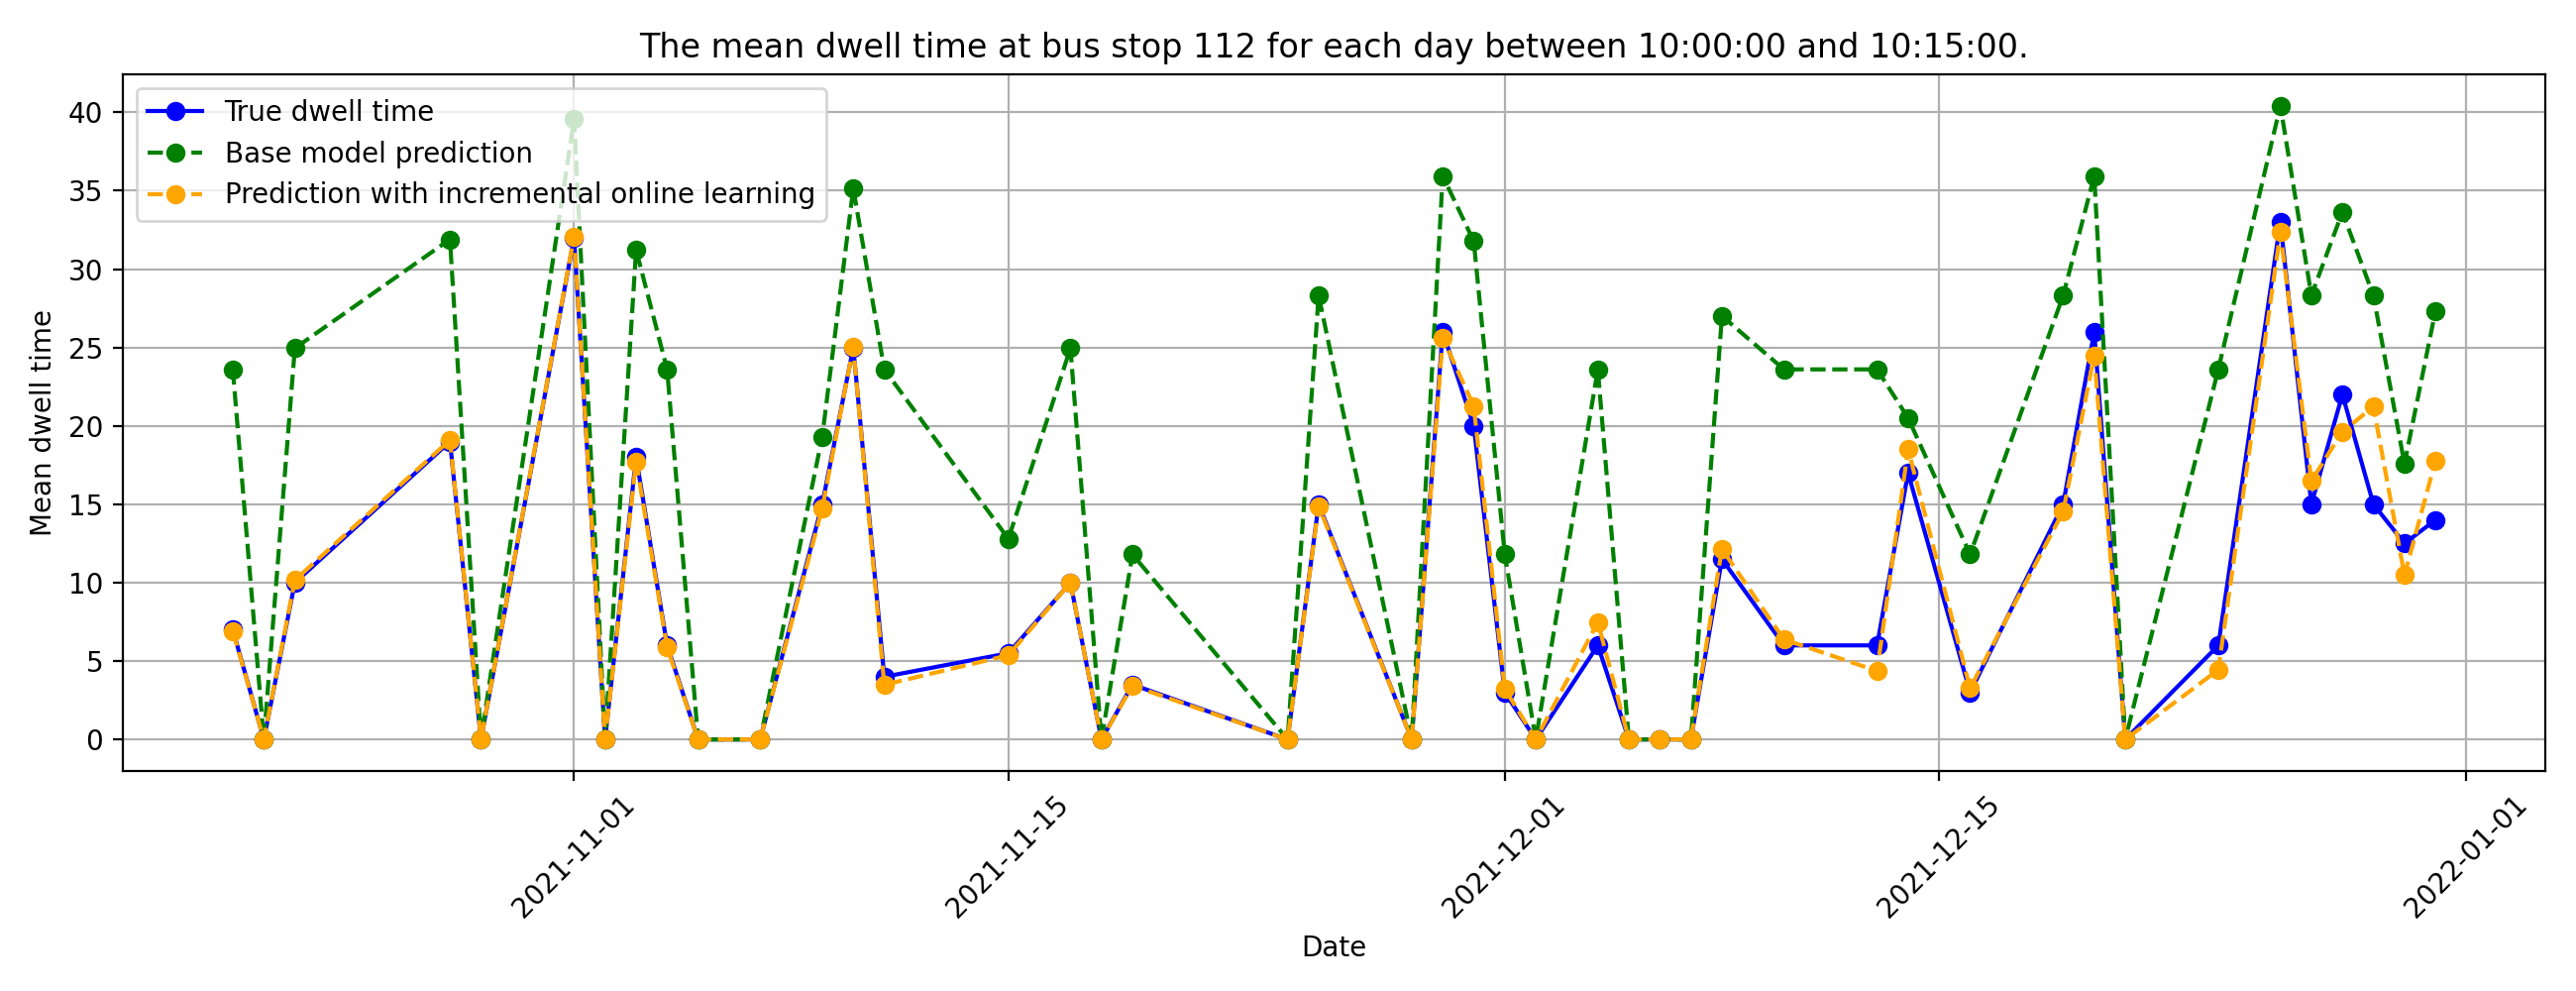 The mean dwell time at bus stop 112 for each day between 10:00:00 and 10:15:00.
True dwell time
Base model prediction
Prediction with incremental online learning
Mean dwell time
40
35
30
25
20
15
10
5
0
2021-11-01
2021-11-15
2021-12-01
2021-12-15
2022-01-01
Date